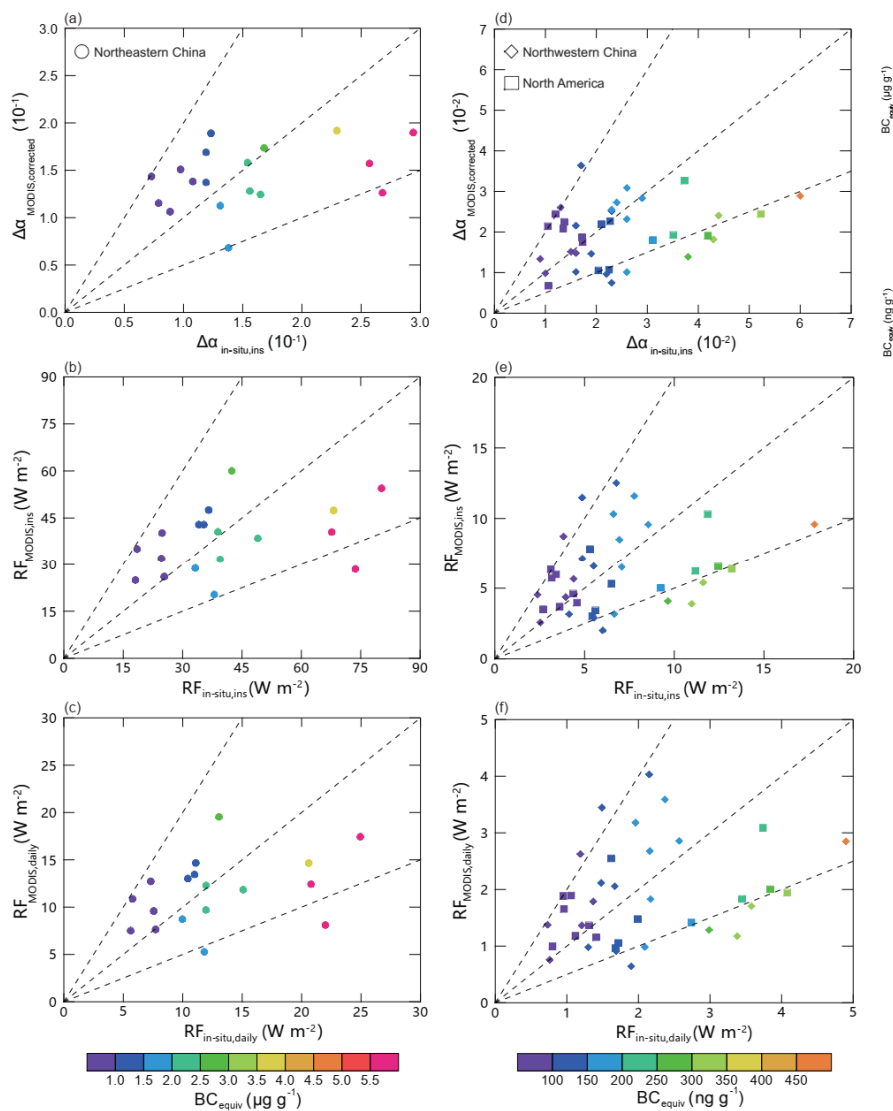 (a)
Northeastern China
3.0
2.5
2.0
1.5
1.0
0.5
0.0
Δα MODIS,corrected (10⁻¹)
0.0 0.5 1.0 1.5 2.0 2.5 3.0
Δα in-situ,ins (10⁻¹)
(d)
Northwestern China
North America
7
6
5
4
3
2
1
0
Δα MODIS,corrected (10⁻²)
0 1 2 3 4 5 6 7
Δα in-situ,ins (10⁻²)
BCequiv (µg g⁻¹)
BCequiv (ng g⁻¹)
(b)
90
75
60
45
30
15
0
RF MODIS,ins (W m⁻²)
0 15 30 45 60 75 90
RF in-situ,ins (W m⁻²)
(e)
20
15
10
5
0
RF MODIS,ins (W m⁻²)
0 5 10 15 20
RF in-situ,ins (W m⁻²)
(c)
30
25
20
15
10
5
0
RF MODIS,daily (W m⁻²)
0 5 10 15 20 25 30
RF in-situ,daily (W m⁻²)
(f)
5
4
3
2
1
0
RF MODIS,daily (W m⁻²)
0 1 2 3 4 5
RF in-situ,daily (W m⁻²)
1.0 1.5 2.0 2.5 3.0 3.5 4.0 4.5 5.0 5.5
BCequiv (µg g⁻¹)
100 150 200 250 300 350 400 450
BCequiv (ng g⁻¹)